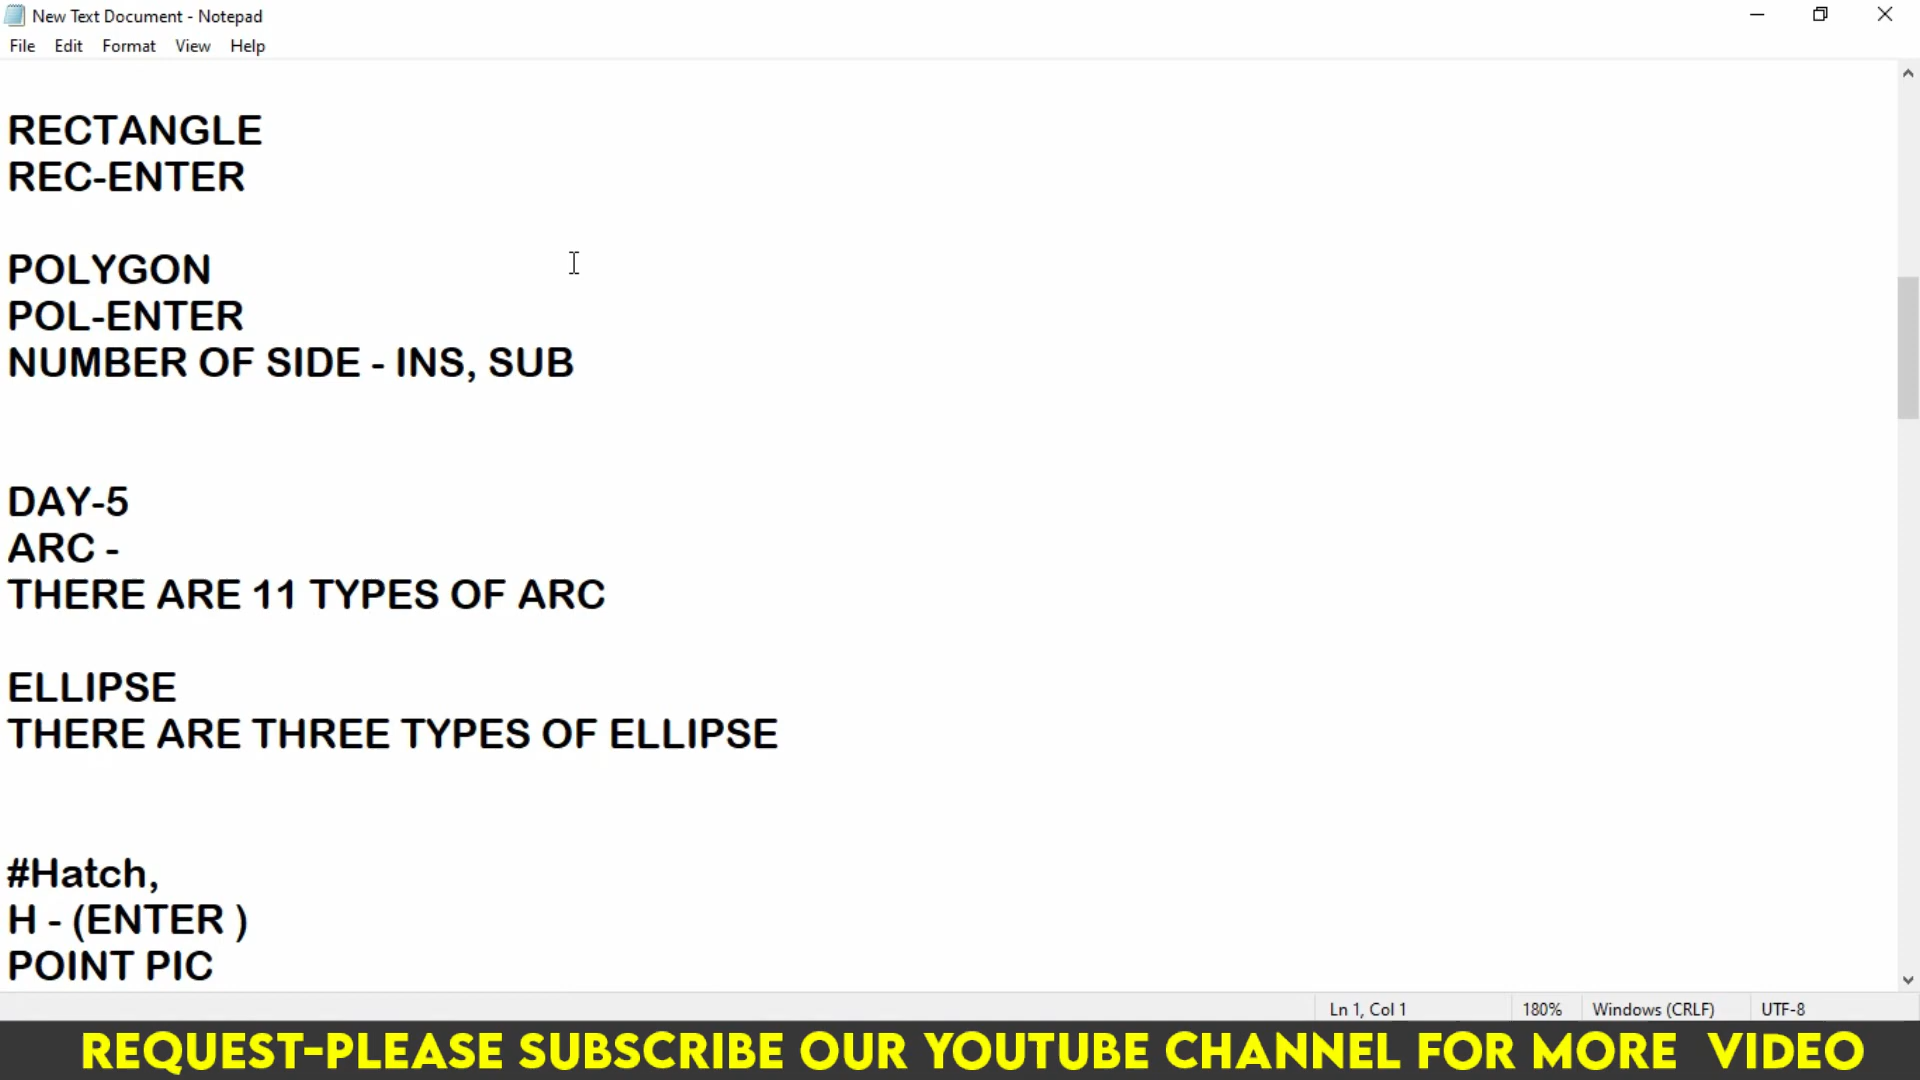 New Text Document - Notepad
File Edit Format View Help
RECTANGLE
REC-ENTER
POLYGON
POL-ENTER
NUMBER OF SIDE - INS, SUB
DAY-5
ARC -
THERE ARE 11 TYPES OF ARC
ELLIPSE
THERE ARE THREE TYPES OF ELLIPSE
#Hatch,
H - (ENTER )
POINT PIC
Ln 1, Col 1 180% Windows (CRLF) UTF-8
REQUEST-PLEASE SUBSCRIBE OUR YOUTUBE CHANNEL FOR MORE VIDEO